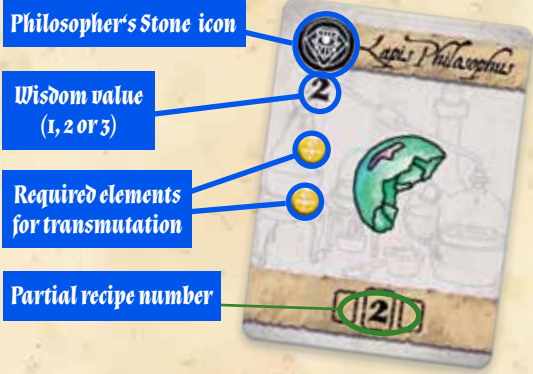 Philosopher's Stone icon
Lapis Philosophus
Wisdom value
(1, 2 or 3)
2
Required elements
for transmutation
Partial recipe number
2